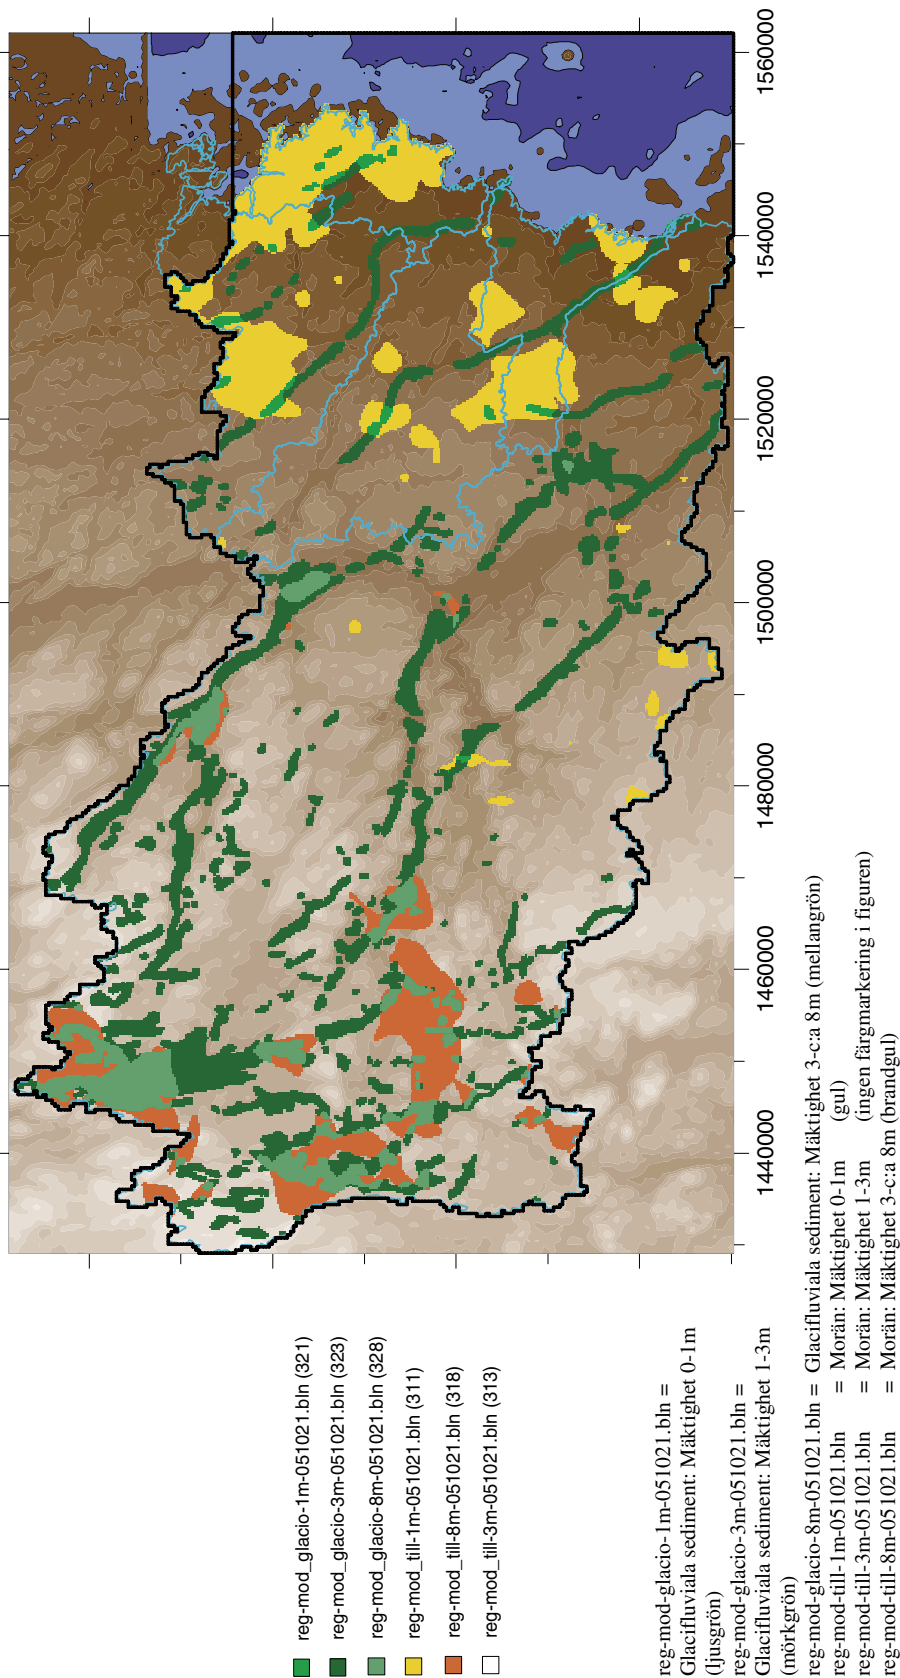 1440000
1460000
1480000
1500000
1520000
1540000
1560000
reg-mod_glacio-1m-051021.bln (321)
reg-mod_glacio-3m-051021.bln (323)
reg-mod_glacio-8m-051021.bln (328)
reg-mod_till-1m-051021.bln (311)
reg-mod_till-8m-051021.bln (318)
reg-mod_till-3m-051021.bln (313)
reg-mod-glacio-1m-051021.bln =
Glacifluviala sediment: Mäktighet 0-1m
(ljusgrön)
reg-mod-glacio-3m-051021.bln =
Glacifluviala sediment: Mäktighet 1-3m
(mörkgrön)
reg-mod-glacio-8m-051021.bln = Glacifluviala sediment: Mäktighet 3-c:a 8m (mellangrön)
reg-mod-till-1m-051021.bln = Morän: Mäktighet 0-1m (gul)
reg-mod-till-3m-051021.bln = Morän: Mäktighet 1-3m (ingen färgmarkering i figuren)
reg-mod-till-8m-051021.bln = Morän: Mäktighet 3-c:a 8m (brandgul)